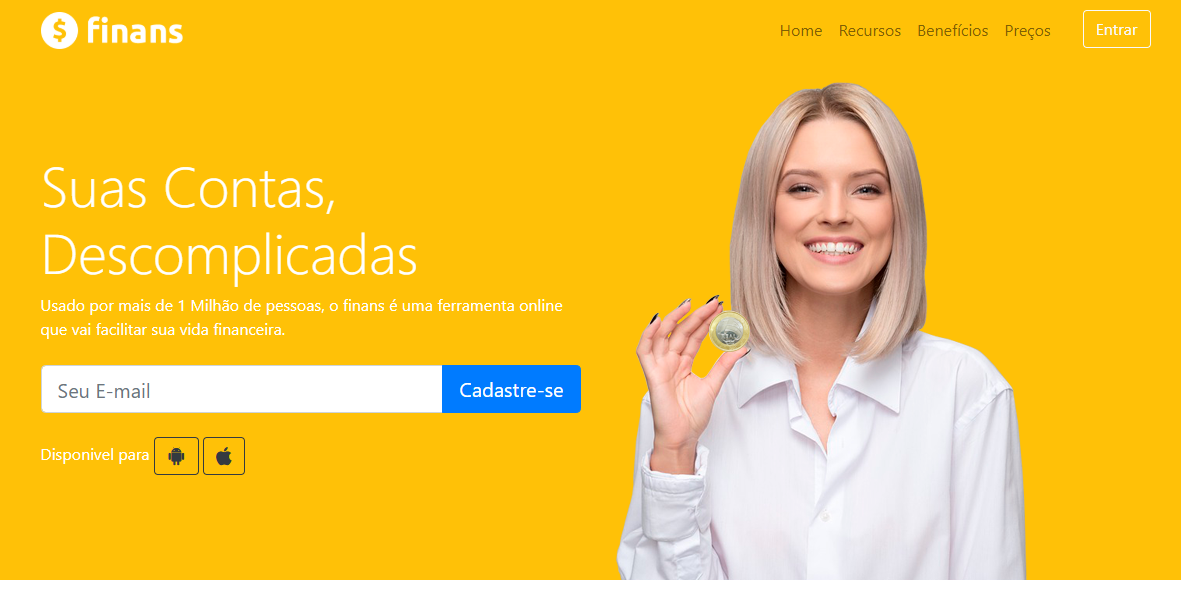 $ finans
Home Recursos Benefícios Preços Entrar
Suas Contas,
Descomplicadas
Usado por mais de 1 Milhão de pessoas, o finans é uma ferramenta online
que vai facilitar sua vida financeira.
Seu E-mail Cadastre-se
Disponivel para